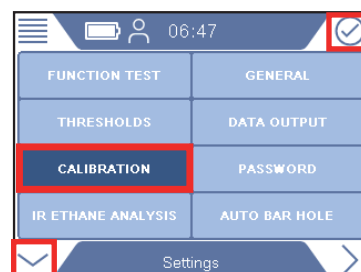 06:47
FUNCTION TEST
GENERAL
THRESHOLDS
DATA OUTPUT
CALIBRATION
PASSWORD
IR ETHANE ANALYSIS
AUTO BAR HOLE
Settings